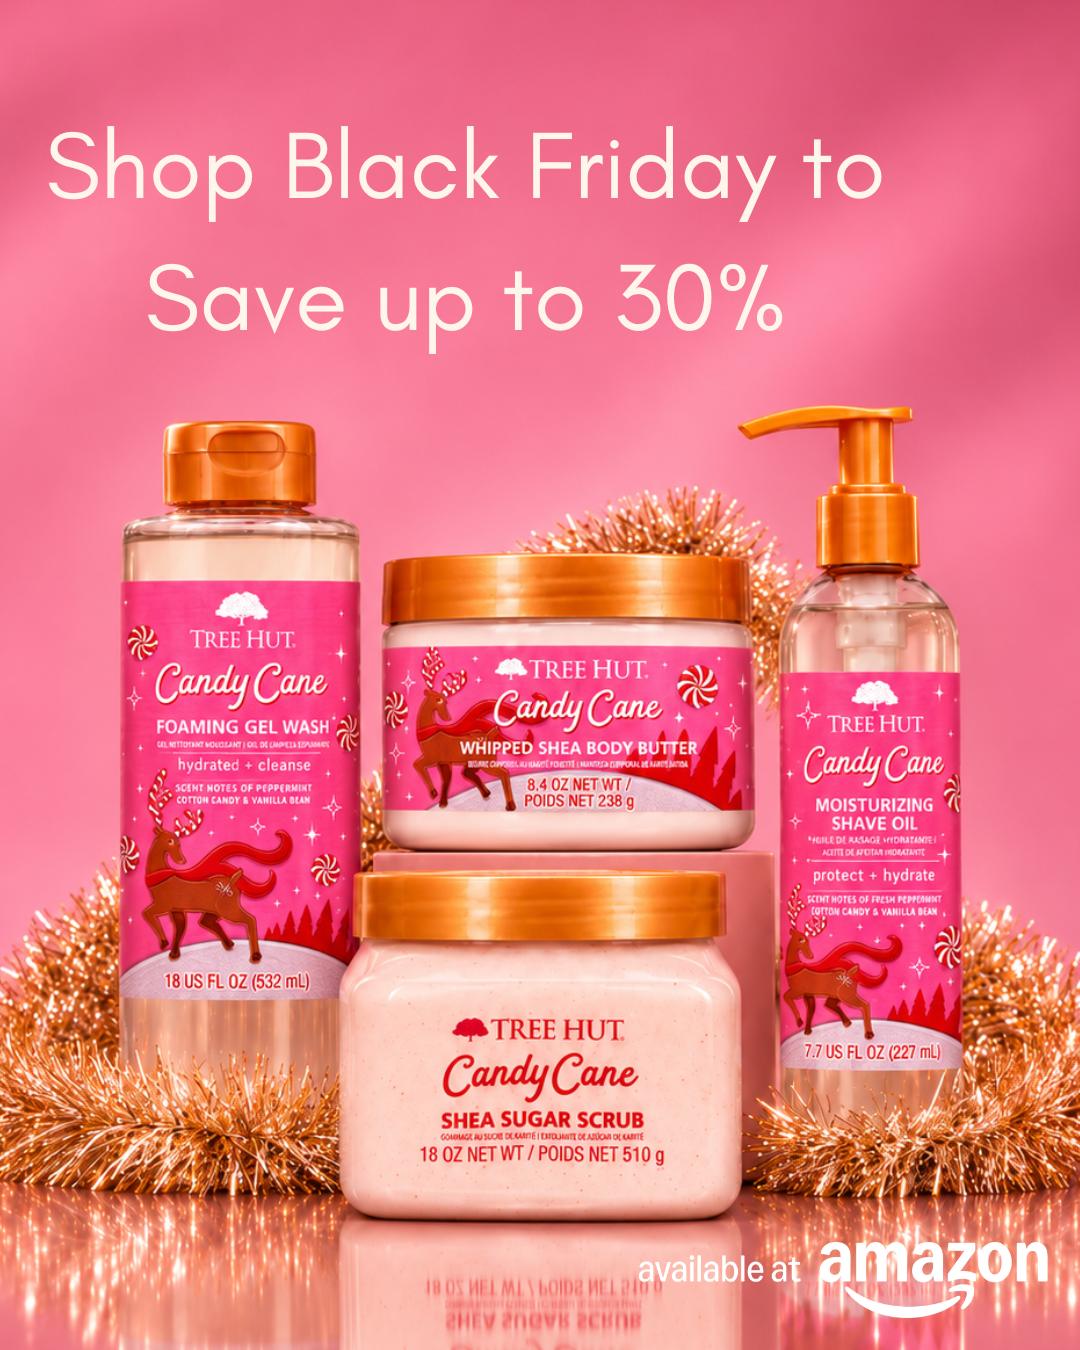 Shop Black Friday to
Save up to 30%
TREE HUT
Candy Cane
FOAMING GEL WASH
hydrated + cleanse
SCENT NOTES OF PEPPERMINT
COTTON CANDY & VANILLA BEAN
18 US FL OZ (532 mL)
TREE HUT
Candy Cane
WHIPPED SHEA BODY BUTTER
8.4 OZ NET WT /
POIDS NET 238 g
TREE HUT
Candy Cane
MOISTURIZING
SHAVE OIL
protect + hydrate
SCENT NOTES OF FRESH PEPPERMINT
COTTON CANDY & VANILLA BEAN
7.7 US FL OZ (227 mL)
TREE HUT
Candy Cane
SHEA SUGAR SCRUB
18 OZ NET WT / POIDS NET 510 g
available at amazon